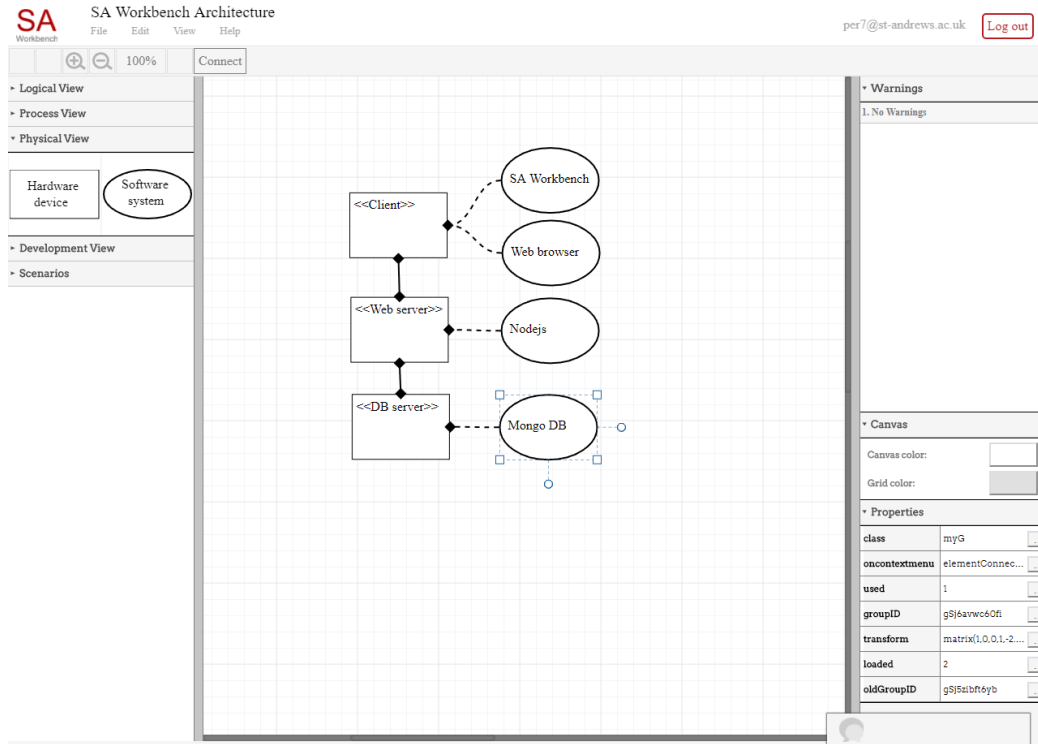 SA
Workbench
SA Workbench Architecture
File Edit View Help
per7@st-andrews.ac.uk
Log out
100%
Connect
▸ Logical View
▸ Process View
▾ Physical View
Hardware
device
Software
system
▸ Development View
▸ Scenarios
<<Client>>
SA Workbench
Web browser
<<Web server>>
Nodejs
<<DB server>>
Mongo DB
▾ Warnings
1. No Warnings
▾ Canvas
Canvas color:
Grid color:
▾ Properties
class myG ...
oncontextmenu elementConnec... ...
used 1 ...
groupID gSj6avwc60fi ...
transform matrix(1,0,0,1,-2.... ...
loaded 2 ...
oldGroupID gSj5zibft6yb ...